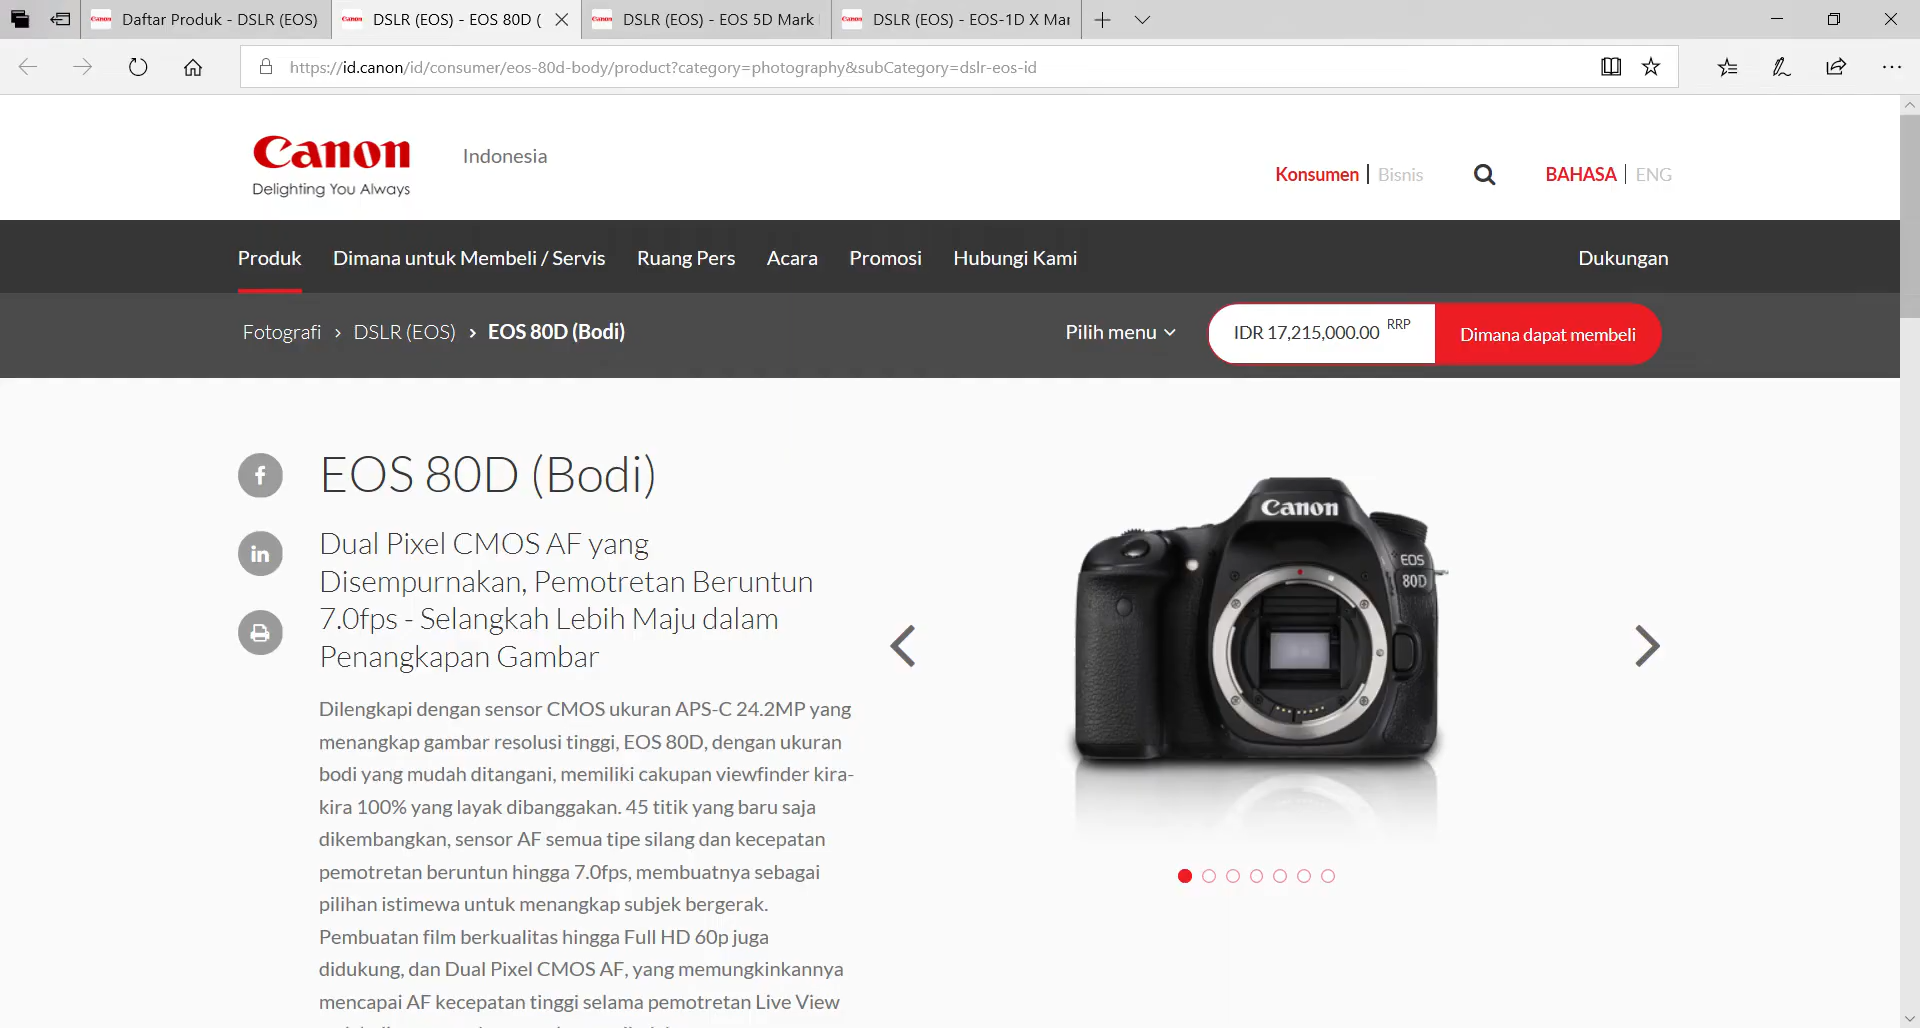 Daftar Produk - DSLR (EOS)
DSLR (EOS) - EOS 80D (
DSLR (EOS) - EOS 5D Mark
DSLR (EOS) - EOS-1D X Mar
https://id.canon/id/consumer/eos-80d-body/product?category=photography&subCategory=dslr-eos-id
Canon
Delighting You Always
Indonesia
Konsumen | Bisnis
BAHASA | ENG
Produk
Dimana untuk Membeli / Servis
Ruang Pers
Acara
Promosi
Hubungi Kami
Dukungan
Fotografi › DSLR (EOS) › EOS 80D (Bodi)
Pilih menu
IDR 17,215,000.00 RRP
Dimana dapat membeli
EOS 80D (Bodi)
Dual Pixel CMOS AF yang
Disempurnakan, Pemotretan Beruntun
7.0fps - Selangkah Lebih Maju dalam
Penangkapan Gambar
Dilengkapi dengan sensor CMOS ukuran APS-C 24.2MP yang
menangkap gambar resolusi tinggi, EOS 80D, dengan ukuran
bodi yang mudah ditangani, memiliki cakupan viewfinder kira-
kira 100% yang layak dibanggakan. 45 titik yang baru saja
dikembangkan, sensor AF semua tipe silang dan kecepatan
pemotretan beruntun hingga 7.0fps, membuatnya sebagai
pilihan istimewa untuk menangkap subjek bergerak.
Pembuatan film berkualitas hingga Full HD 60p juga
didukung, dan Dual Pixel CMOS AF, yang memungkinkannya
mencapai AF kecepatan tinggi selama pemotretan Live View
Canon
EOS
80D